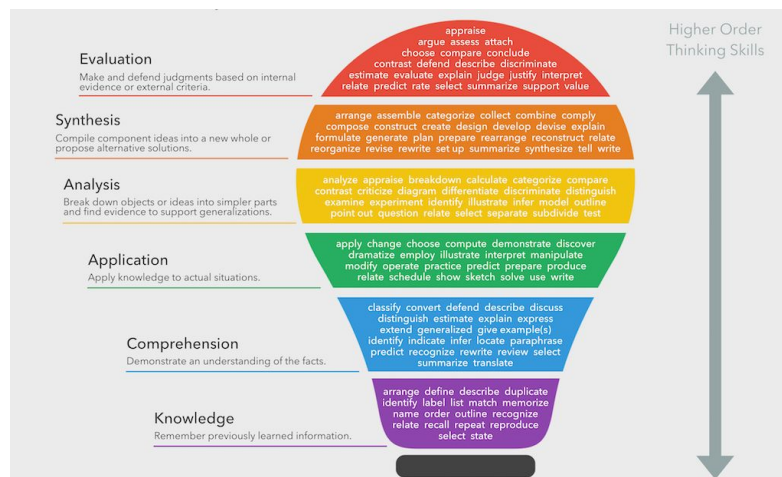 Higher Order
Thinking Skills
Evaluation
Make and defend judgments based on internal
evidence or external criteria.
appraise
argue assess attach
choose compare conclude
contrast defend describe discriminate
estimate evaluate explain judge justify interpret
relate predict rate select summarize support value
Synthesis
Compile component ideas into a new whole or
propose alternative solutions.
arrange assemble categorize collect combine comply
compose construct create design develop devise explain
formulate generate plan prepare rearrange reconstruct relate
reorganize revise rewrite set up summarize synthesize tell write
Analysis
Break down objects or ideas into simpler parts
and find evidence to support generalizations.
analyze appraise breakdown calculate categorize compare
contrast criticize diagram differentiate discriminate distinguish
examine experiment identify illustrate infer model outline
point out question relate select separate subdivide test
Application
Apply knowledge to actual situations.
apply change choose compute demonstrate discover
dramatize employ illustrate interpret manipulate
modify operate practice predict prepare produce
relate schedule show sketch solve use write
Comprehension
Demonstrate an understanding of the facts.
classify convert defend describe discuss
distinguish estimate explain express
extend generalized give example(s)
identify indicate infer locate paraphrase
predict recognize rewrite review select
summarize translate
Knowledge
Remember previously learned information.
arrange define describe duplicate
identify label list match memorize
name order outline recognize
relate recall repeat reproduce
select state